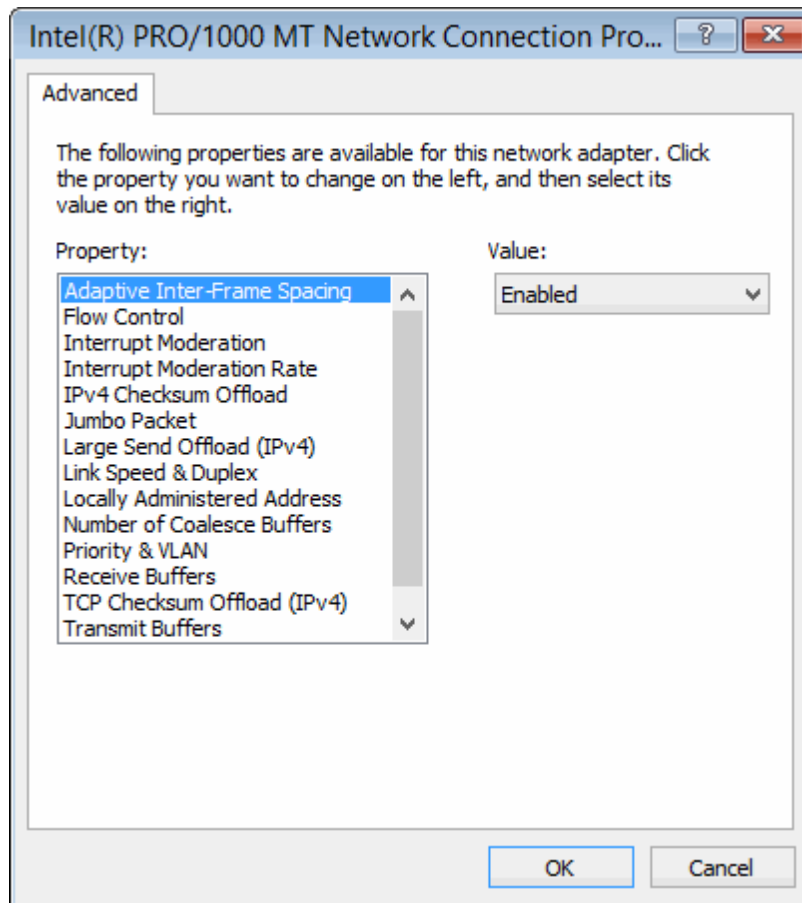 Intel(R) PRO/1000 MT Network Connection Pro...
Advanced
The following properties are available for this network adapter. Click
the property you want to change on the left, and then select its
value on the right.
Property:
Value:
Adaptive Inter-Frame Spacing
Enabled
Flow Control
Interrupt Moderation
Interrupt Moderation Rate
IPv4 Checksum Offload
Jumbo Packet
Large Send Offload (IPv4)
Link Speed & Duplex
Locally Administered Address
Number of Coalesce Buffers
Priority & VLAN
Receive Buffers
TCP Checksum Offload (IPv4)
Transmit Buffers
OK
Cancel